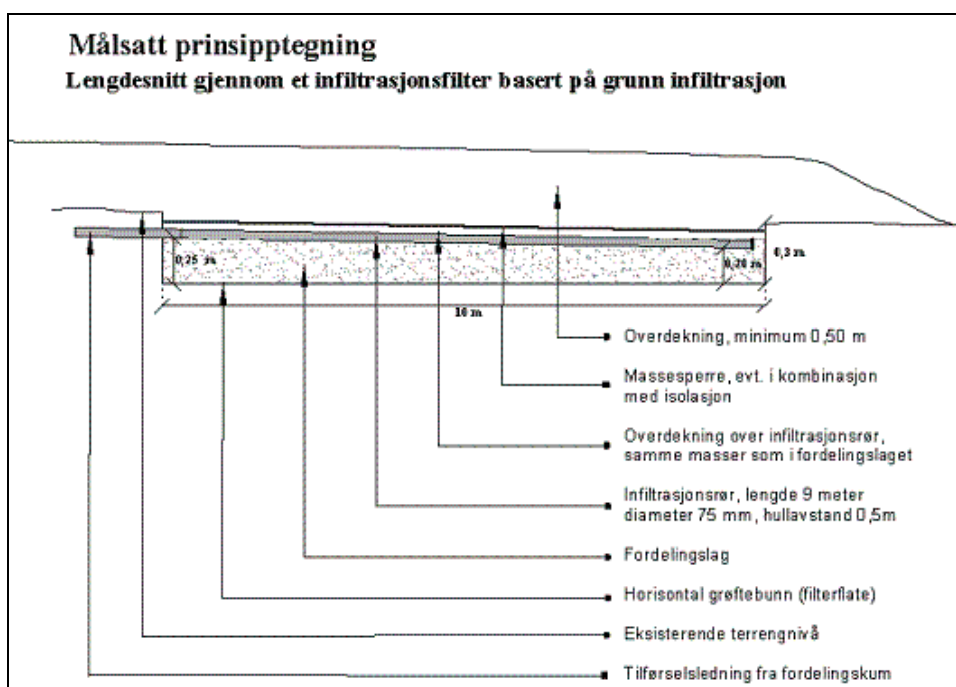 Målsatt prinsipptegning
Lengdesnitt gjennom et infiltrasjonsfilter basert på grunn infiltrasjon
0,25 m
0,20 m
0,3 m
10 m
Overdekning, minimum 0,50 m
Massesperre, evt. i kombinasjon
med isolasjon
Overdekning over infiltrasjonsrør,
samme masser som i fordelingslaget
Infiltrasjonsrør, lengde 9 meter
diameter 75 mm, hullavstand 0,5m
Fordelingslag
Horisontal grøftebunn (filterflate)
Eksisterende terrengnivå
Tilførselsledning fra fordelingskum